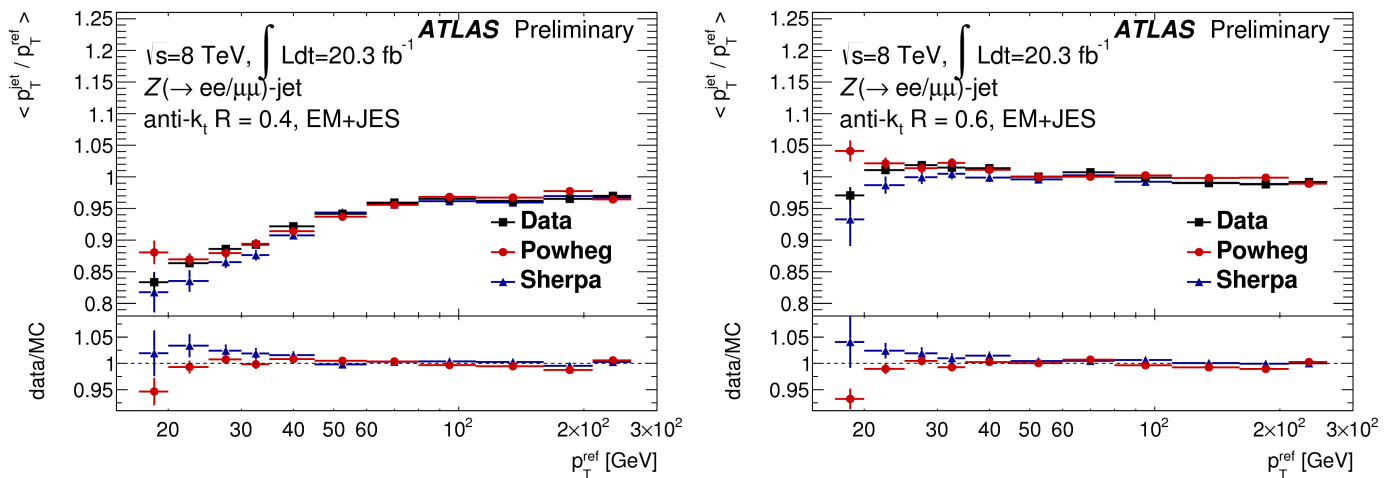 < p_T^jet / p_T^ref >
1.25
1.2
1.15
1.1
1.05
1
0.95
0.9
0.85
0.8
ATLAS Preliminary
√s=8 TeV, ∫ Ldt=20.3 fb⁻¹
Z(→ ee/μμ)-jet
anti-k_t R = 0.4, EM+JES
Data
Powheg
Sherpa
data/MC
1.05
1
0.95
20 30 40 50 60 10² 2×10² 3×10²
p_T^ref [GeV]
< p_T^jet / p_T^ref >
1.25
1.2
1.15
1.1
1.05
1
0.95
0.9
0.85
0.8
ATLAS Preliminary
√s=8 TeV, ∫ Ldt=20.3 fb⁻¹
Z(→ ee/μμ)-jet
anti-k_t R = 0.6, EM+JES
Data
Powheg
Sherpa
data/MC
1.05
1
0.95
20 30 40 50 60 10² 2×10² 3×10²
p_T^ref [GeV]